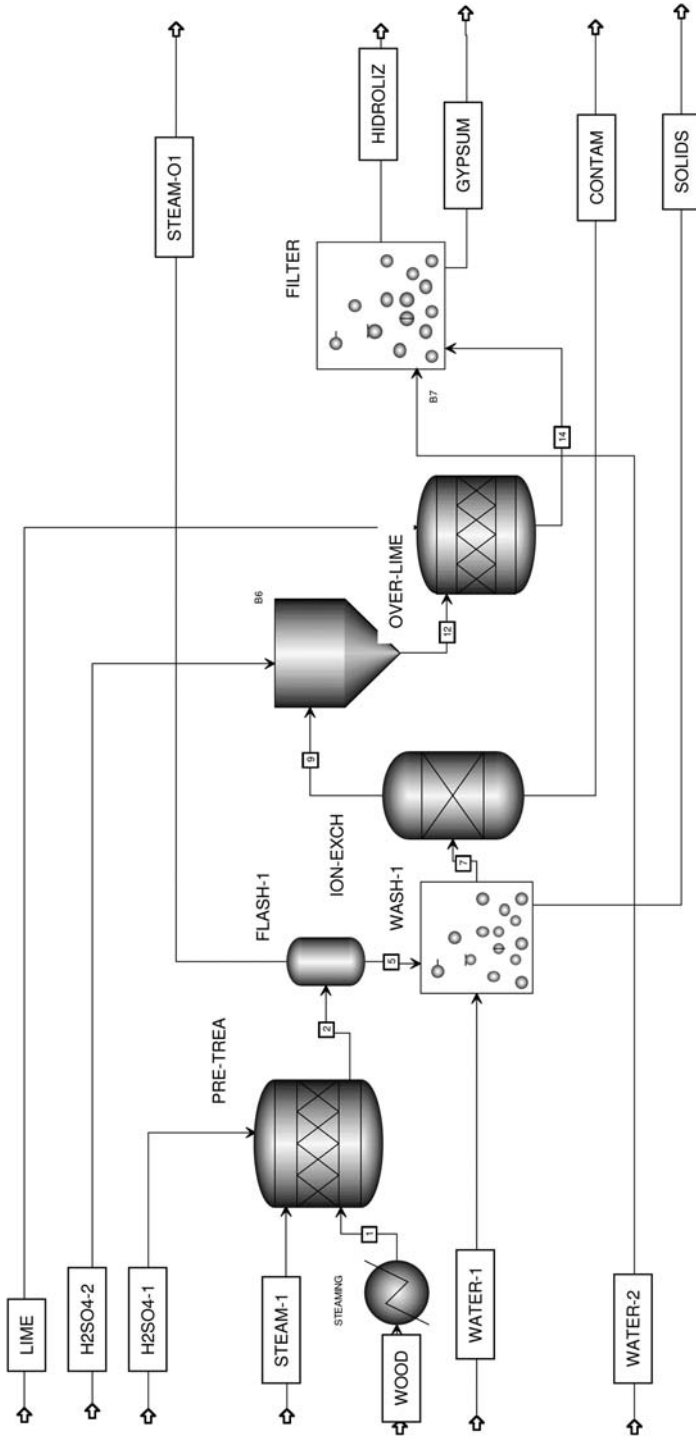 LIME
H2SO4-2
H2SO4-1
STEAM-1
STEAMING
WOOD
WATER-1
WATER-2
1
PRE-TREA
2
FLASH-1
5
WASH-1
7
ION-EXCH
9
B6
12
OVER-LIME
14
B7
FILTER
STEAM-O1
HIDROLIZ
GYPSUM
CONTAM
SOLIDS